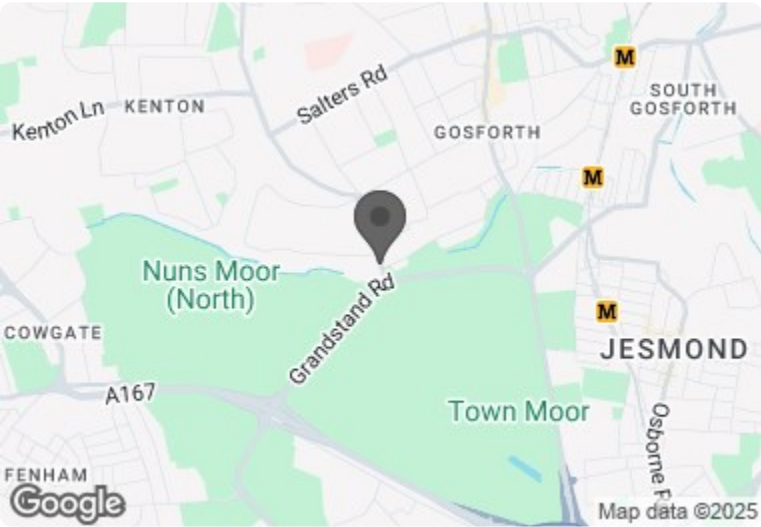 M
SOUTH
GOSFORTH
Salters Rd
Kenton Ln
KENTON
GOSFORTH
M
Nuns Moor
(North)
Grandstand Rd
COWGATE
M
JESMOND
A167
Town Moor
Osborne R
FENHAM
Google
Map data ©2025